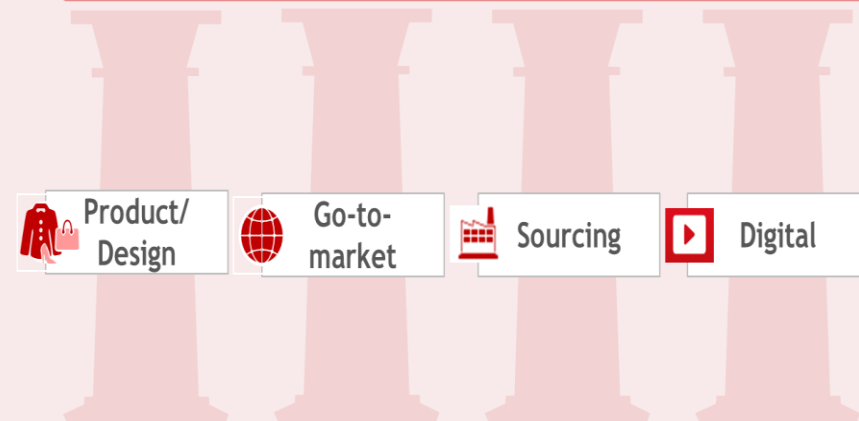 Product/
Design
Go-to-
market
Sourcing
Digital